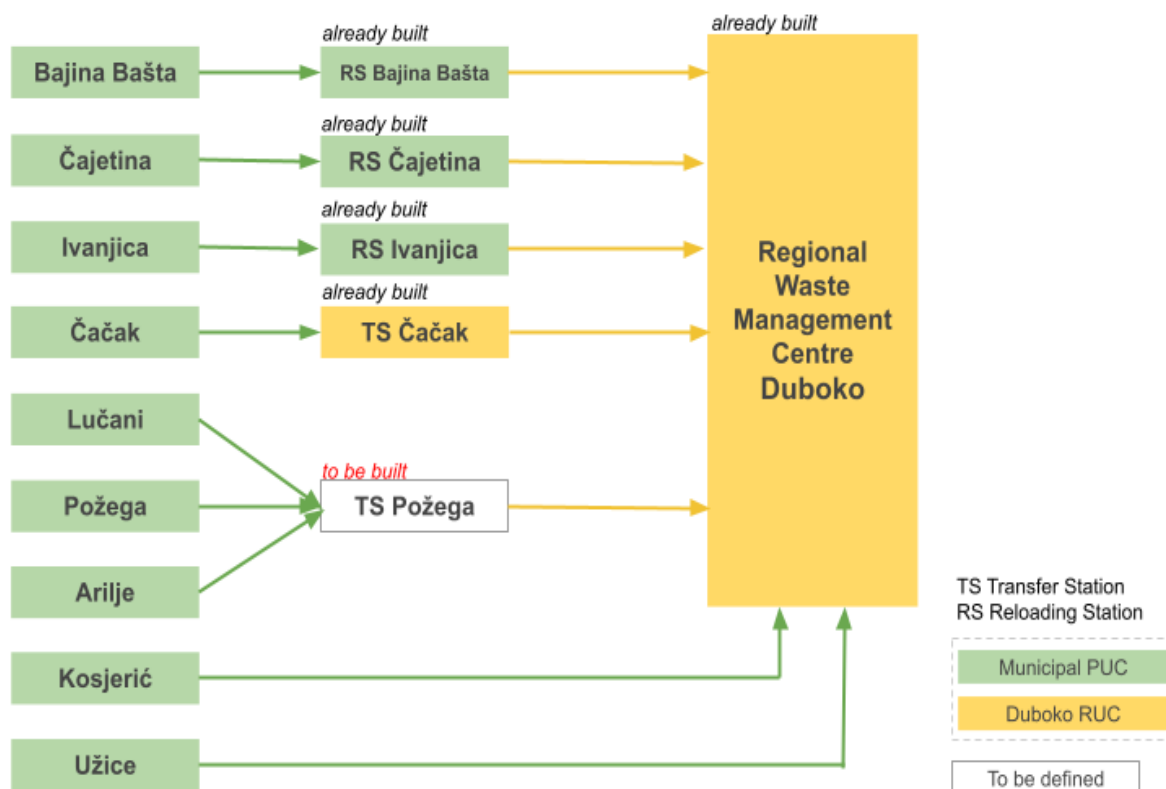 already built
already built
Bajina Bašta
RS Bajina Bašta
already built
Čajetina
RS Čajetina
already built
Ivanjica
RS Ivanjica
already built
Čačak
TS Čačak
Regional
Waste
Management
Centre
Duboko
Lučani
to be built
Požega
TS Požega
Arilje
Kosjerić
Užice
TS Transfer Station
RS Reloading Station
Municipal PUC
Duboko RUC
To be defined